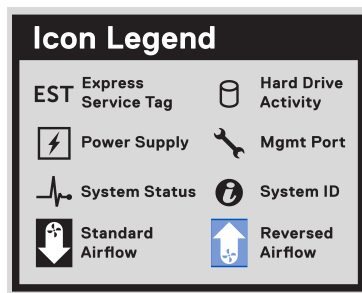 Icon Legend
EST Express
Service Tag
Hard Drive
Activity
Power Supply
Mgmt Port
System Status
System ID
Standard
Airflow
Reversed
Airflow